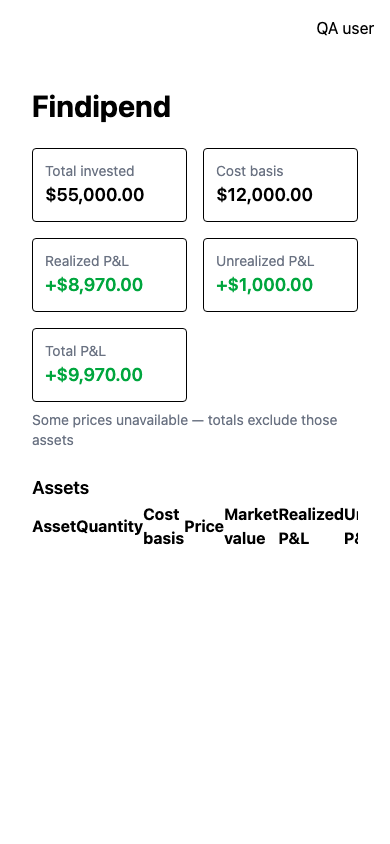 QA user
Findipend
Total invested
$55,000.00
Cost basis
$12,000.00
Realized P&L
+$8,970.00
Unrealized P&L
+$1,000.00
Total P&L
+$9,970.00
Some prices unavailable — totals exclude those
assets
Assets
Asset
Quantity
Cost
basis
Price
Market
value
Realized
P&L